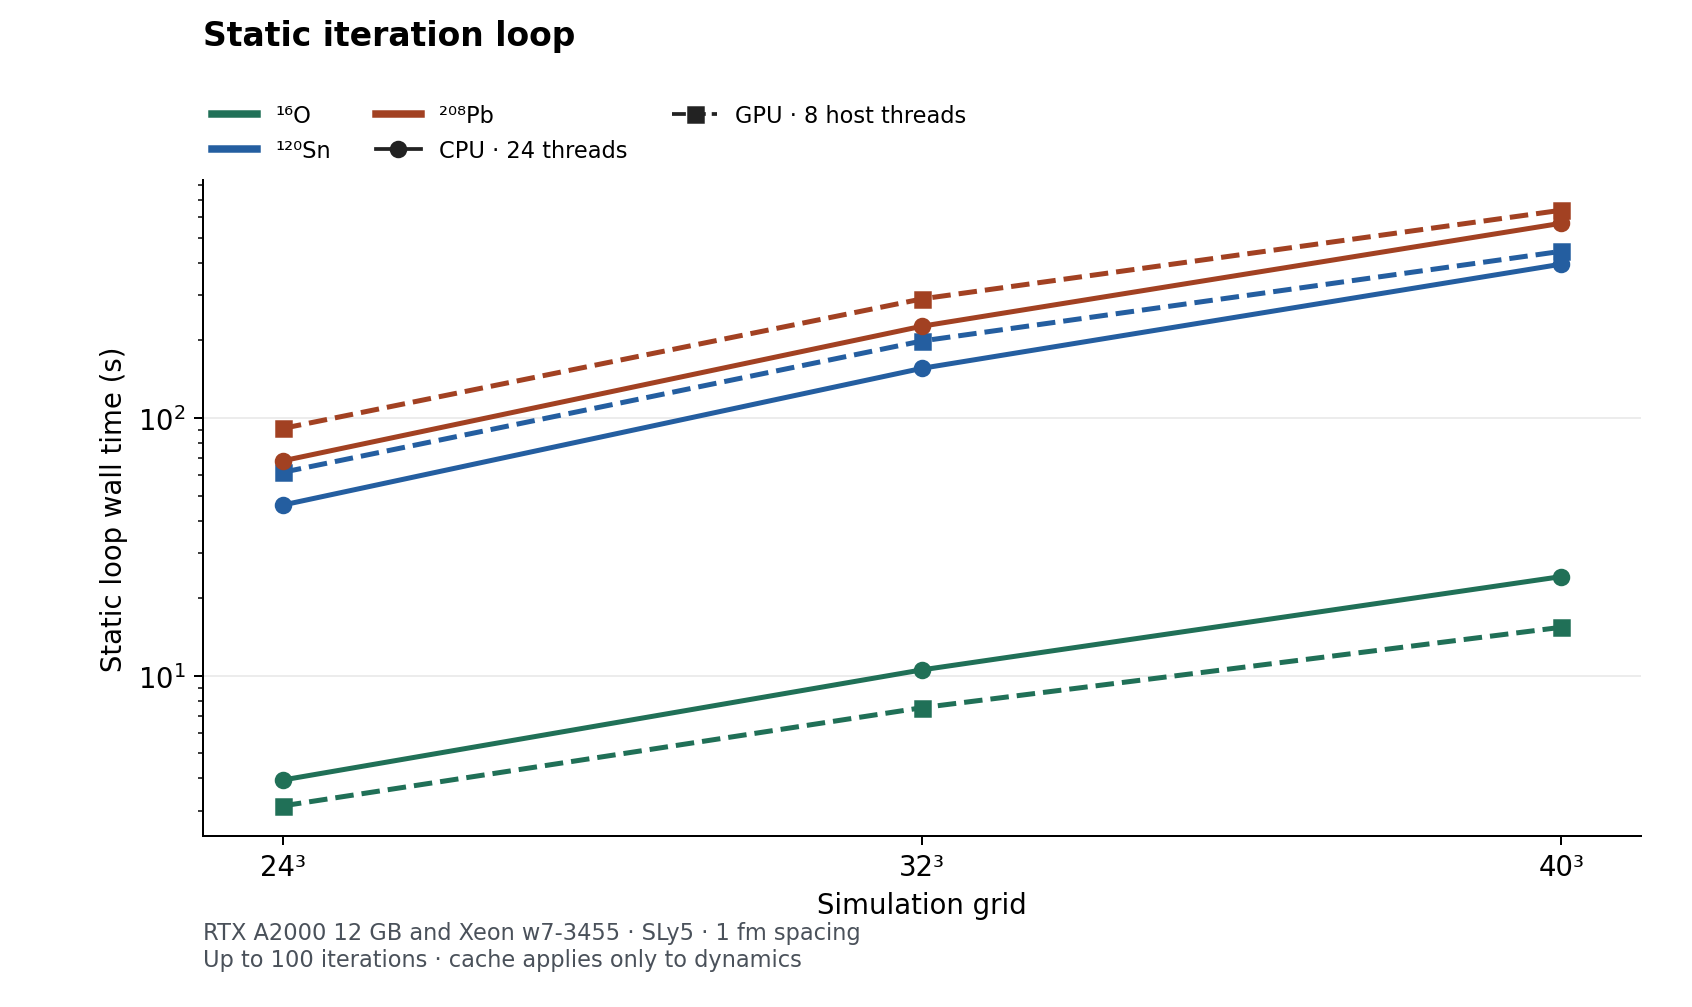 Static iteration loop
¹⁶O
¹²⁰Sn
²⁰⁸Pb
CPU · 24 threads
GPU · 8 host threads
Static loop wall time (s)
10²
10¹
24³
32³
40³
Simulation grid
RTX A2000 12 GB and Xeon w7-3455 · SLy5 · 1 fm spacing
Up to 100 iterations · cache applies only to dynamics